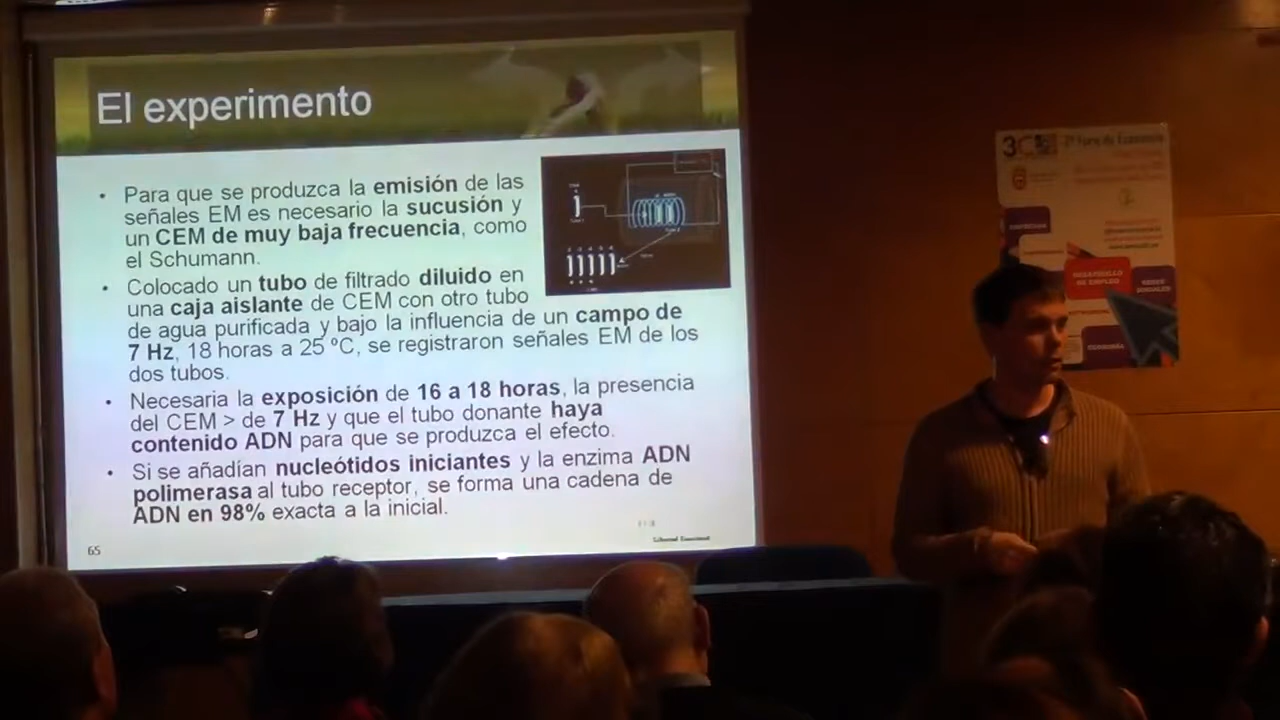 El experimento
• Para que se produzca la emisión de las
señales EM es necesario la sucusión y
un CEM de muy baja frecuencia, como
el Schumann.
• Colocado un tubo de filtrado diluido en
una caja aislante de CEM con otro tubo
de agua purificada y bajo la influencia de un campo de
7 Hz, 18 horas a 25 ºC, se registraron señales EM de los
dos tubos.
• Necesaria la exposición de 16 a 18 horas, la presencia
del CEM > de 7 Hz y que el tubo donante haya
contenido ADN para que se produzca el efecto.
• Si se añadían nucleótidos iniciantes y la enzima ADN
polimerasa al tubo receptor, se forma una cadena de
ADN en 98% exacta a la inicial.
65
DESARROLLO
DE EMPLEO
REDES
SOCIALES